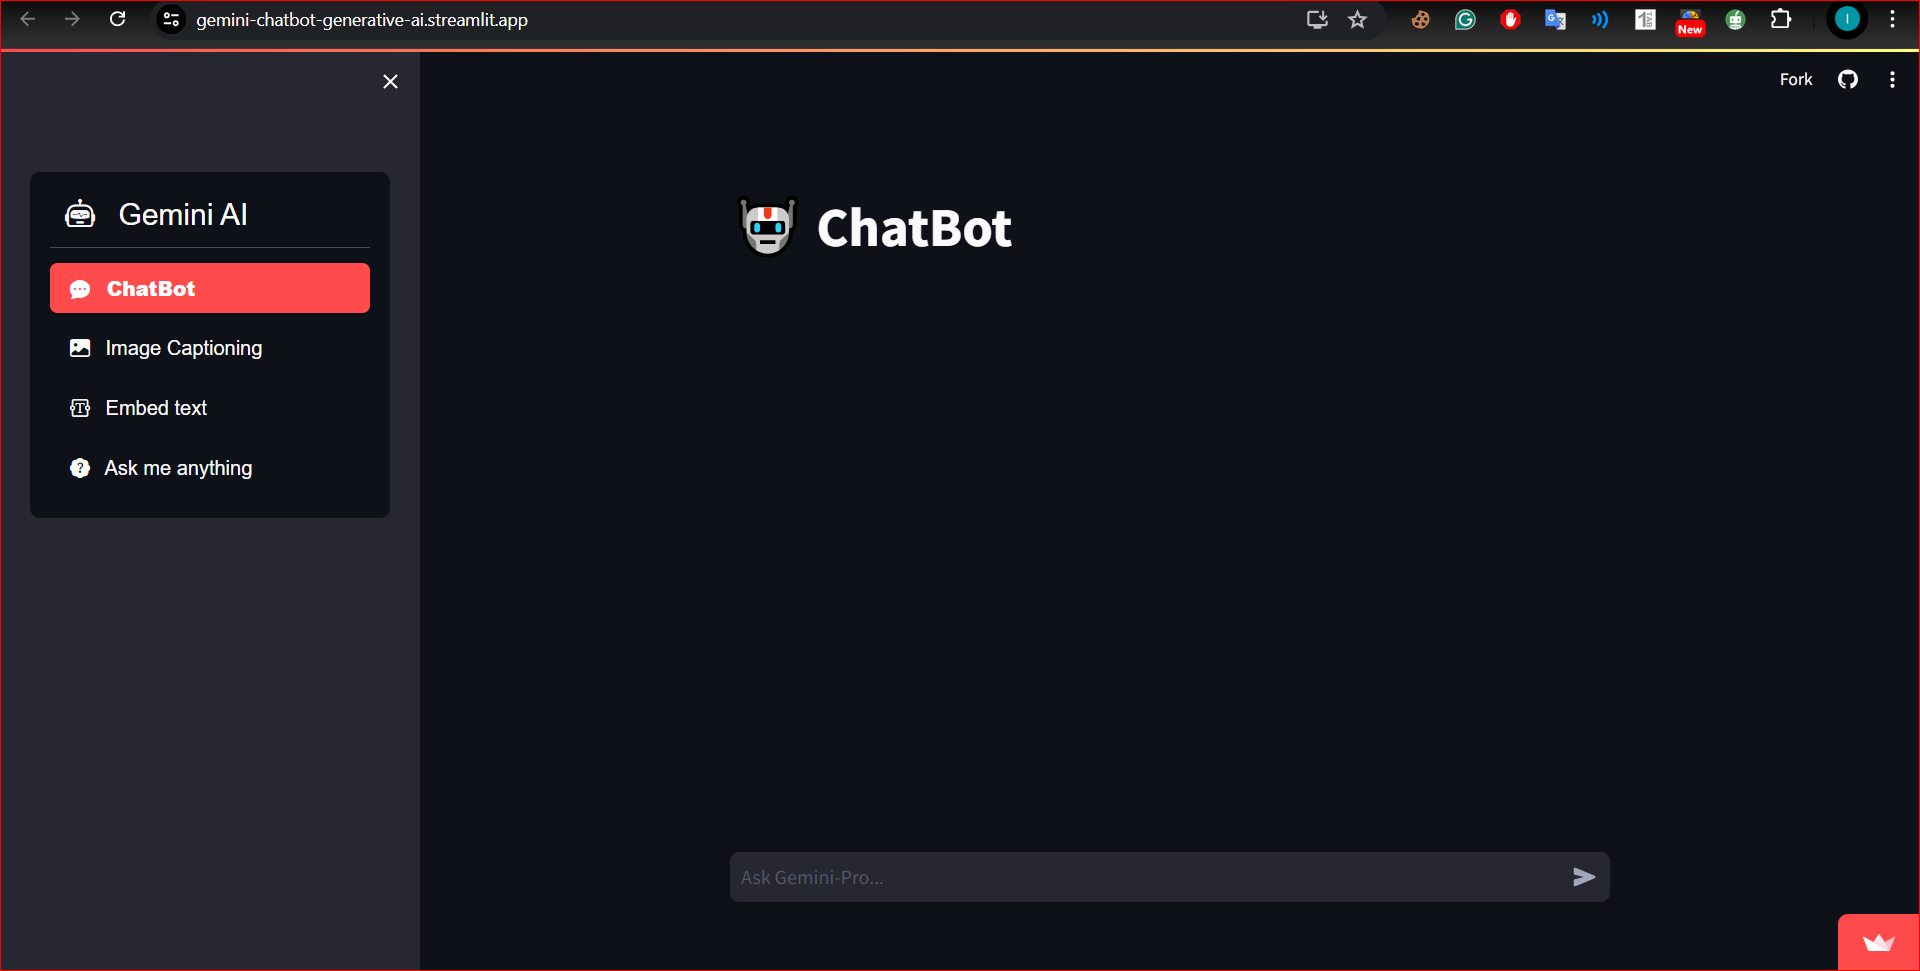 gemini-chatbot-generative-ai.streamlit.app
New
I
Fork
Gemini AI
ChatBot
Image Captioning
Embed text
Ask me anything
ChatBot
Ask Gemini-Pro...